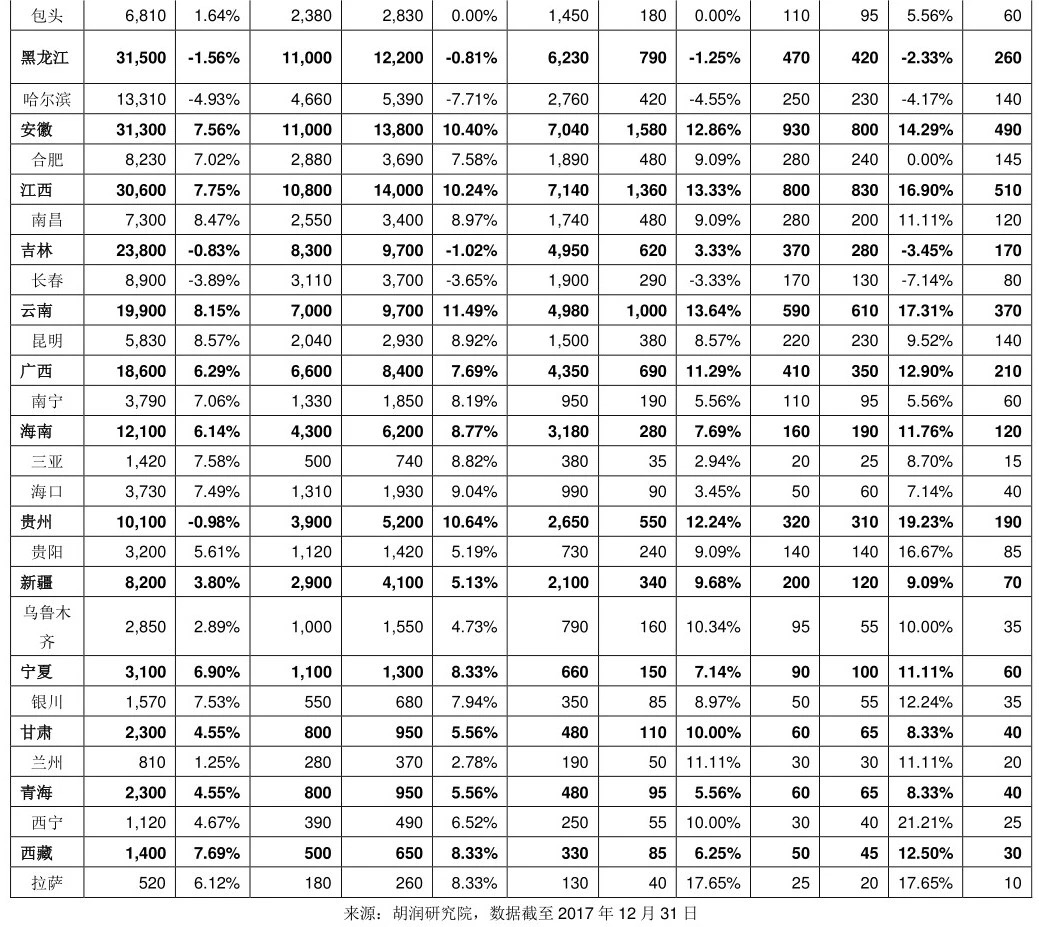 包头 6,810 1.64% 2,380 2,830 0.00% 1,450 180 0.00% 110 95 5.56% 60
黑龙江 31,500 -1.56% 11,000 12,200 -0.81% 6,230 790 -1.25% 470 420 -2.33% 260
哈尔滨 13,310 -4.93% 4,660 5,390 -7.71% 2,760 420 -4.55% 250 230 -4.17% 140
安徽 31,300 7.56% 11,000 13,800 10.40% 7,040 1,580 12.86% 930 800 14.29% 490
合肥 8,230 7.02% 2,880 3,690 7.58% 1,890 480 9.09% 280 240 0.00% 145
江西 30,600 7.75% 10,800 14,000 10.24% 7,140 1,360 13.33% 800 830 16.90% 510
南昌 7,300 8.47% 2,550 3,400 8.97% 1,740 480 9.09% 280 200 11.11% 120
吉林 23,800 -0.83% 8,300 9,700 -1.02% 4,950 620 3.33% 370 280 -3.45% 170
长春 8,900 -3.89% 3,110 3,700 -3.65% 1,900 290 -3.33% 170 130 -7.14% 80
云南 19,900 8.15% 7,000 9,700 11.49% 4,980 1,000 13.64% 590 610 17.31% 370
昆明 5,830 8.57% 2,040 2,930 8.92% 1,500 380 8.57% 220 230 9.52% 140
广西 18,600 6.29% 6,600 8,400 7.69% 4,350 690 11.29% 410 350 12.90% 210
南宁 3,790 7.06% 1,330 1,850 8.19% 950 190 5.56% 110 95 5.56% 60
海南 12,100 6.14% 4,300 6,200 8.77% 3,180 280 7.69% 160 190 11.76% 120
三亚 1,420 7.58% 500 740 8.82% 380 35 2.94% 20 25 8.70% 15
海口 3,730 7.49% 1,310 1,930 9.04% 990 90 3.45% 50 60 7.14% 40
贵州 10,100 -0.98% 3,900 5,200 10.64% 2,650 550 12.24% 320 310 19.23% 190
贵阳 3,200 5.61% 1,120 1,420 5.19% 730 240 9.09% 140 140 16.67% 85
新疆 8,200 3.80% 2,900 4,100 5.13% 2,100 340 9.68% 200 120 9.09% 70
乌鲁木
齐 2,850 2.89% 1,000 1,550 4.73% 790 160 10.34% 95 55 10.00% 35
宁夏 3,100 6.90% 1,100 1,300 8.33% 660 150 7.14% 90 100 11.11% 60
银川 1,570 7.53% 550 680 7.94% 350 85 8.97% 50 55 12.24% 35
甘肃 2,300 4.55% 800 950 5.56% 480 110 10.00% 60 65 8.33% 40
兰州 810 1.25% 280 370 2.78% 190 50 11.11% 30 30 11.11% 20
青海 2,300 4.55% 800 950 5.56% 480 95 5.56% 60 65 8.33% 40
西宁 1,120 4.67% 390 490 6.52% 250 55 10.00% 30 40 21.21% 25
西藏 1,400 7.69% 500 650 8.33% 330 85 6.25% 50 45 12.50% 30
拉萨 520 6.12% 180 260 8.33% 130 40 17.65% 25 20 17.65% 10
来源：胡润研究院，数据截至 2017 年 12 月 31 日